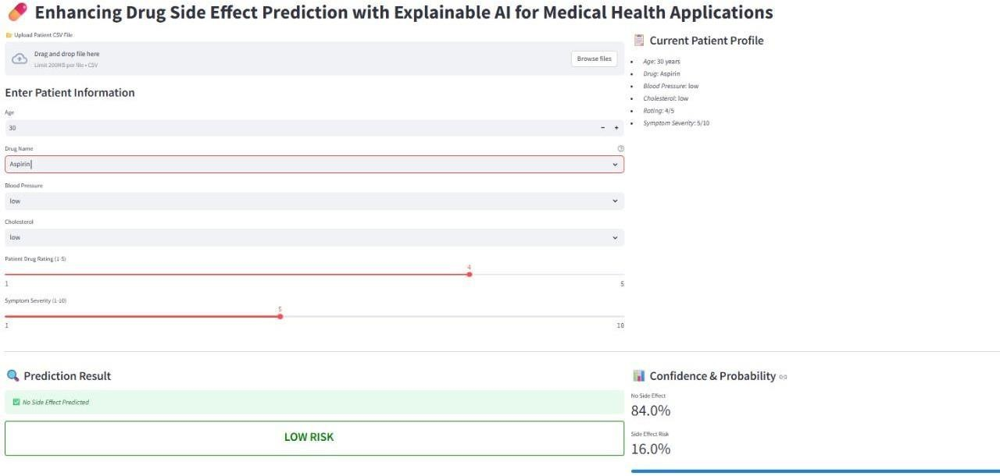 Enhancing Drug Side Effect Prediction with Explainable AI for Medical Health Applications
Upload Patient CSV File
Drag and drop file here
Limit 200MB per file • CSV
Browse files
Enter Patient Information
Age
30
Drug Name
Aspirin
Blood Pressure
low
Cholesterol
low
Patient Drug Rating (1-5)
4
1
5
Symptom Severity (1-10)
5
1
10
Current Patient Profile
Age: 30 years
Drug: Aspirin
Blood Pressure: low
Cholesterol: low
Rating: 4/5
Symptom Severity: 5/10
Prediction Result
No Side Effect Predicted
LOW RISK
Confidence & Probability
No Side Effect
84.0%
Side Effect Risk
16.0%